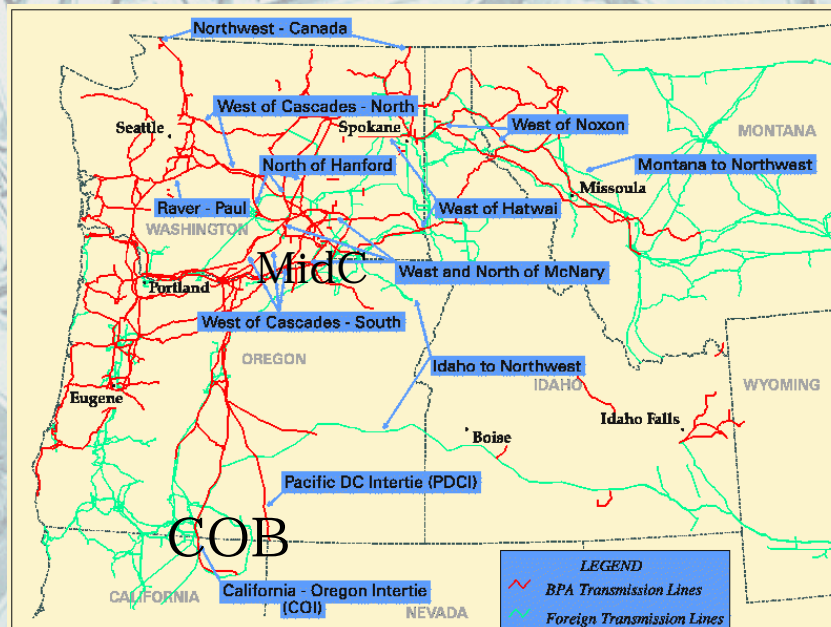 Northwest - Canada
West of Cascades - North
Seattle
Spokane
West of Noxon
MONTANA
North of Hanford
Montana to Northwest
Missoula
Raver - Paul
West of Hatwai
WASHINGTON
MidC
West and North of McNary
Portland
West of Cascades - South
OREGON
Idaho to Northwest
IDAHO
WYOMING
Eugene
Idaho Falls
Boise
Pacific DC Intertie (PDCI)
COB
California - Oregon Intertie
(COI)
CALIFORNIA
NEVADA
LEGEND
BPA Transmission Lines
Foreign Transmission Lines